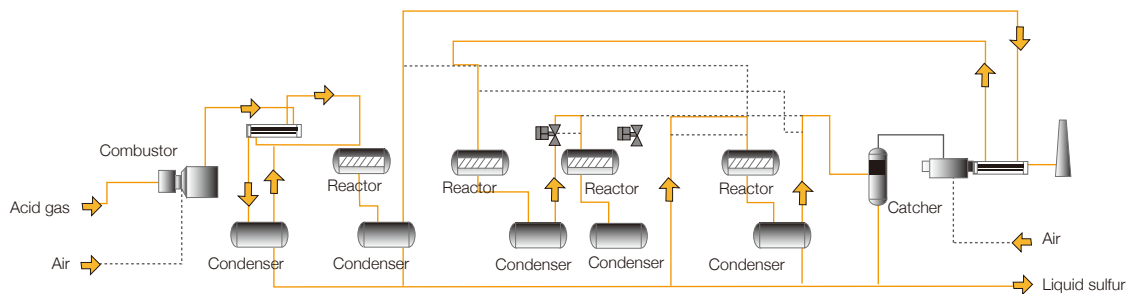 Combustor
Acid gas
Air
Condenser
Reactor
Condenser
Reactor
Condenser
Reactor
Condenser
Reactor
Condenser
Catcher
Air
Liquid sulfur